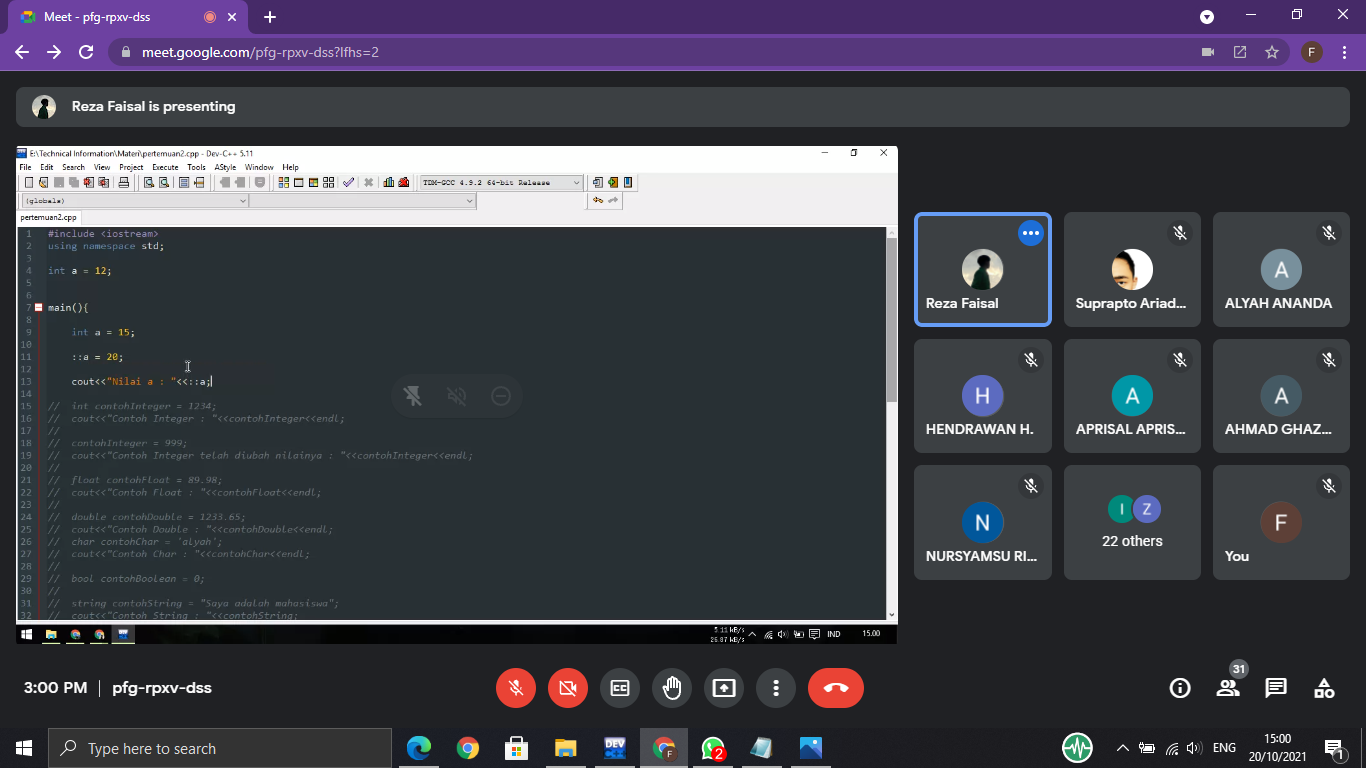 Meet - pfg-rpxv-dss
meet.google.com/pfg-rpxv-dss?lfhs=2
F
Reza Faisal is presenting
E:\Technical Information\Materi\pertemuan2.cpp - Dev-C++ 5.11
File Edit Search View Project Execute Tools AStyle Window Help
TDM-GCC 4.9.2 64-bit Release
(globals)
pertemuan2.cpp
1 #include <iostream>
2 using namespace std;
3
4 int a = 12;
5
6
7 main(){
8
9 int a = 15;
10
11 ::a = 20;
12
13 cout<<"Nilai a : "<<::a;
14
15 // int contohInteger = 1234;
16 // cout<<"Contoh Integer : "<<contohInteger<<endl;
17 //
18 // contohInteger = 999;
19 // cout<<"Contoh Integer telah diubah nilainya : "<<contohInteger<<endl;
20 //
21 // float contohFloat = 89.98;
22 // cout<<"Contoh Float : "<<contohFloat<<endl;
23 //
24 // double contohDouble = 1233.65;
25 // cout<<"Contoh Double : "<<contohDouble<<endl;
26 // char contohChar = 'alyah';
27 // cout<<"Contoh Char : "<<contohChar<<endl;
28 //
29 // bool contohBoolean = 0;
30 //
31 // string contohString = "Saya adalah mahasiswa";
32 // cout<<"Contoh String : "<<contohString;
5.11 kB/s
26.87 kB/s
IND
15.00
Reza Faisal
Suprapto Ariad...
A
ALYAH ANANDA
H
HENDRAWAN H.
A
APRISAL APRIS...
A
AHMAD GHAZ...
N
NURSYAMSU RI...
I Z
22 others
F
You
3:00 PM | pfg-rpxv-dss
31
Type here to search
DEV
F
2
ENG
15:00
20/10/2021
1